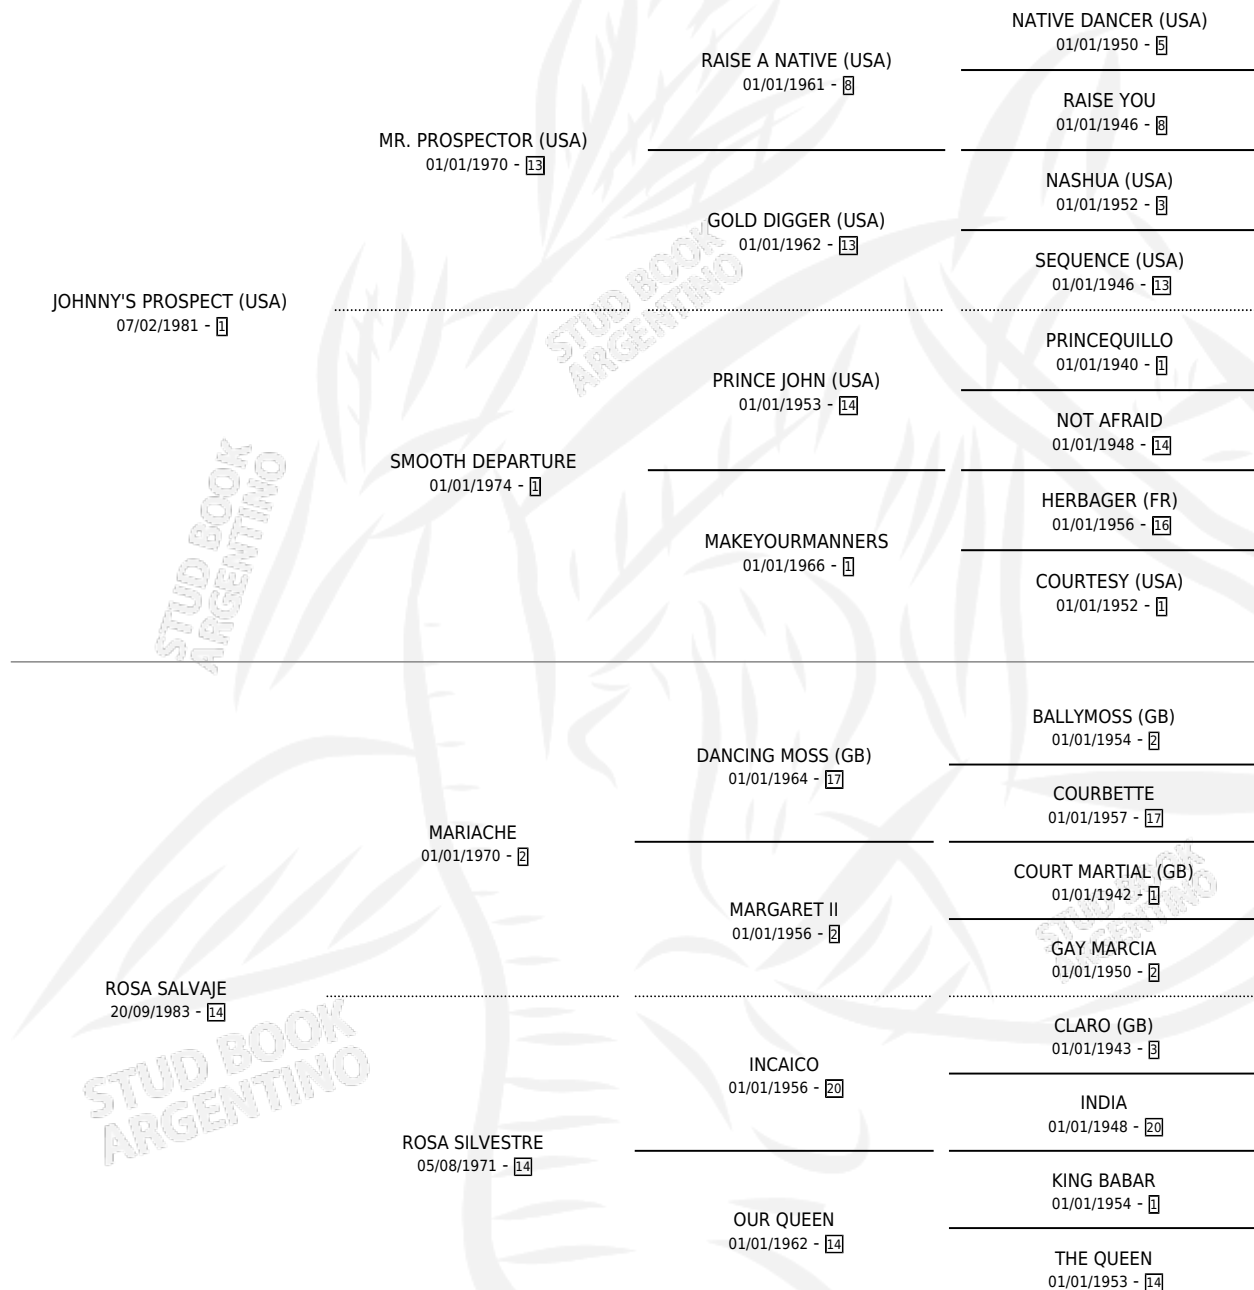 NATIVE DANCER (USA)
01/01/1950 - 5
RAISE A NATIVE (USA)
01/01/1961 - 8
RAISE YOU
01/01/1946 - 8
MR. PROSPECTOR (USA)
01/01/1970 - 13
NASHUA (USA)
01/01/1952 - 3
GOLD DIGGER (USA)
01/01/1962 - 13
SEQUENCE (USA)
01/01/1946 - 13
JOHNNY'S PROSPECT (USA)
07/02/1981 - 1
PRINCEQUILLO
01/01/1940 - 1
PRINCE JOHN (USA)
01/01/1953 - 14
NOT AFRAID
01/01/1948 - 14
SMOOTH DEPARTURE
01/01/1974 - 1
HERBAGER (FR)
01/01/1956 - 16
MAKEYOURMANNERS
01/01/1966 - 1
COURTESY (USA)
01/01/1952 - 1
BALLYMOSS (GB)
01/01/1954 - 2
DANCING MOSS (GB)
01/01/1964 - 17
COURBETTE
01/01/1957 - 17
MARIACHE
01/01/1970 - 2
COURT MARTIAL (GB)
01/01/1942 - 1
MARGARET II
01/01/1956 - 2
GAY MARCIA
01/01/1950 - 2
ROSA SALVAJE
20/09/1983 - 14
CLARO (GB)
01/01/1943 - 3
INCAICO
01/01/1956 - 20
INDIA
01/01/1948 - 20
ROSA SILVESTRE
05/08/1971 - 14
KING BABAR
01/01/1954 - 1
OUR QUEEN
01/01/1962 - 14
THE QUEEN
01/01/1953 - 14
STUD BOOK
ARGENTINO
STUD BOOK
ARGENTINO
STUD BOOK
ARGENTINO
STUD BOOK
ARGENTINO